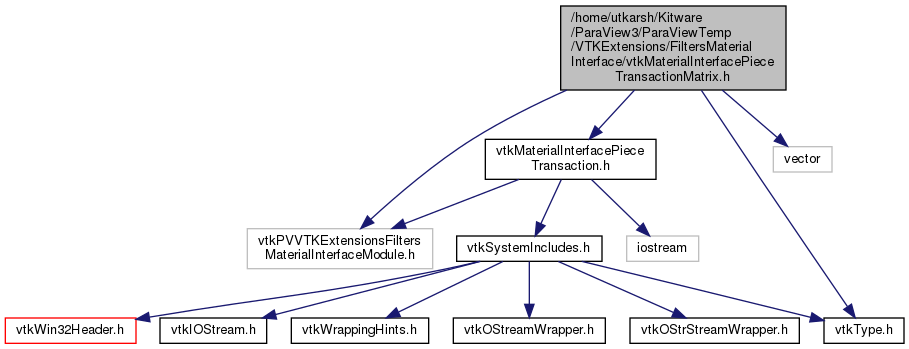 /home/utkarsh/Kitware
/ParaView3/ParaViewTemp
/VTKExtensions/FiltersMaterial
Interface/vtkMaterialInterfacePiece
TransactionMatrix.h
vtkMaterialInterfacePiece
Transaction.h
vector
vtkPVVTKExtensionsFilters
MaterialInterfaceModule.h
vtkSystemIncludes.h
iostream
vtkWin32Header.h
vtkIOStream.h
vtkWrappingHints.h
vtkOStreamWrapper.h
vtkOStrStreamWrapper.h
vtkType.h